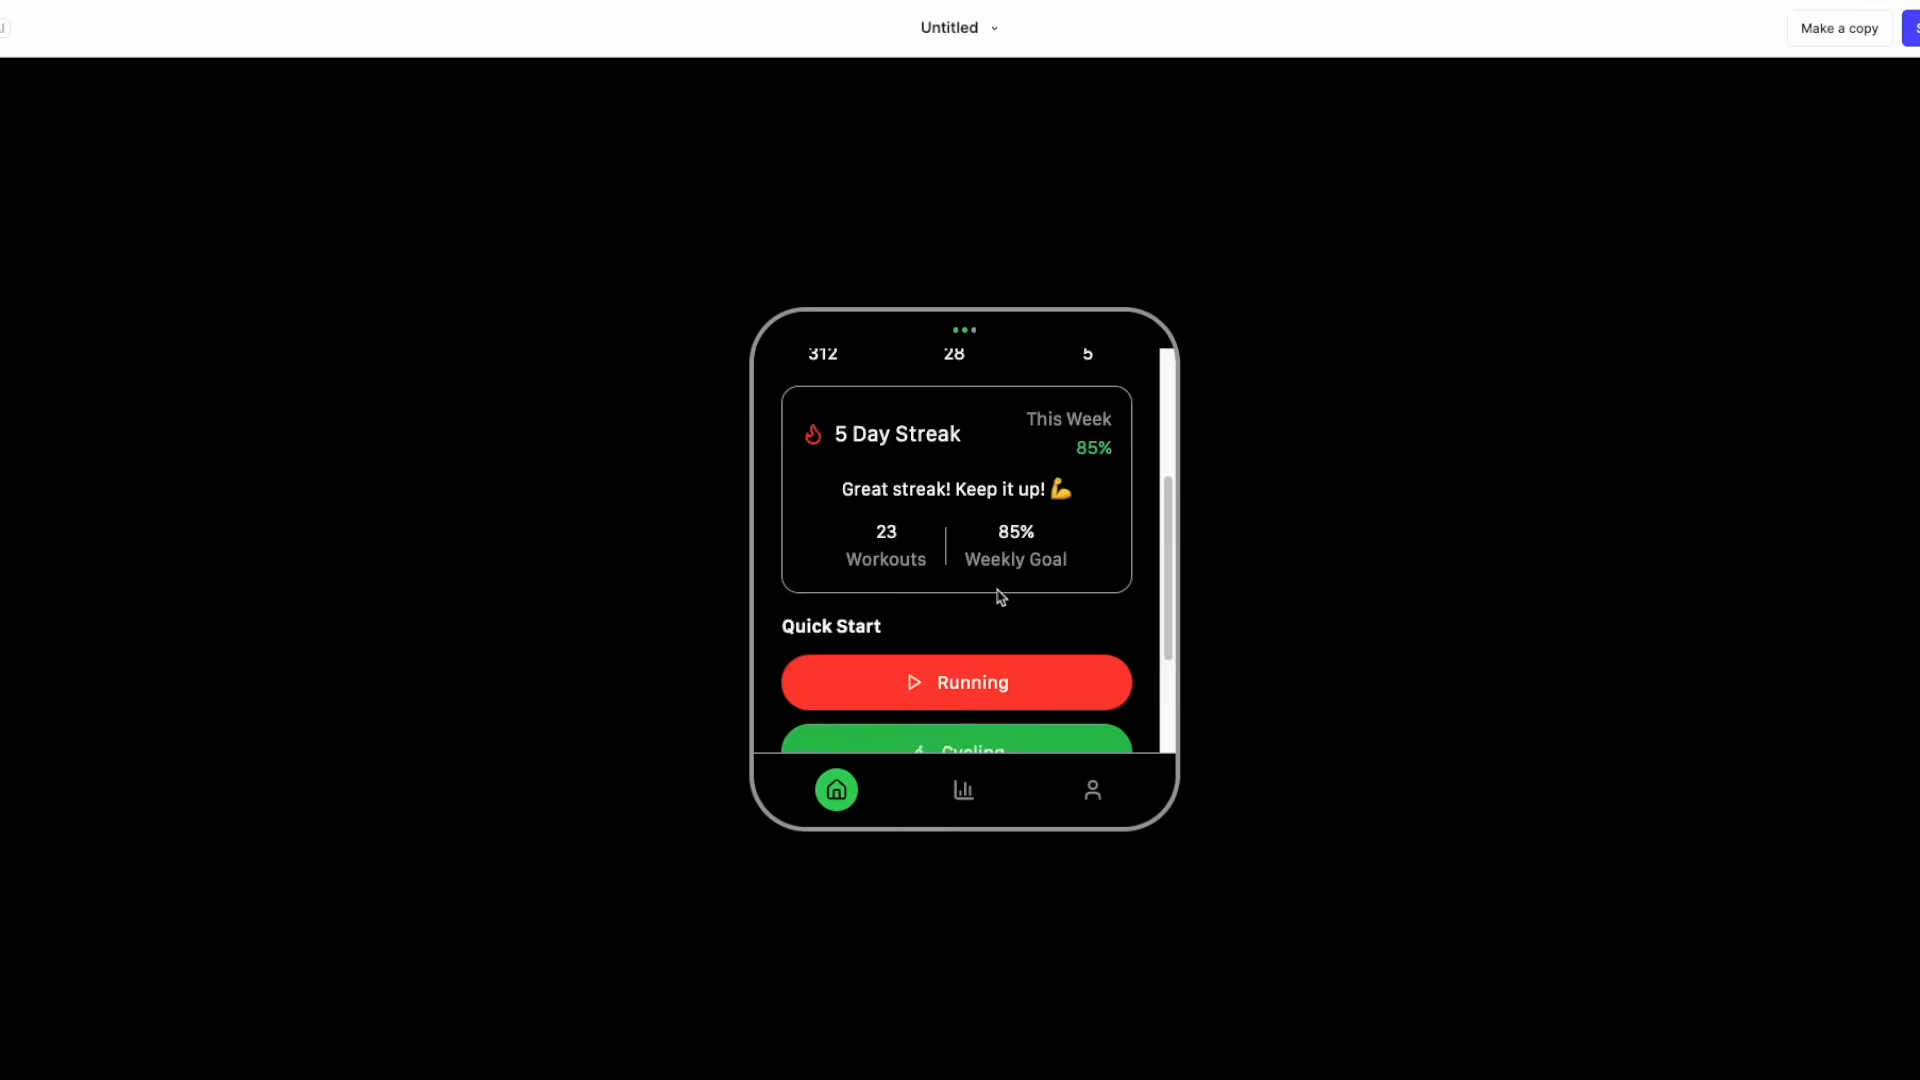 Untitled
Make a copy
312 28 5
5 Day Streak
This Week
85%
Great streak! Keep it up! 💪
23 85%
Workouts Weekly Goal
Quick Start
Running
Cycling